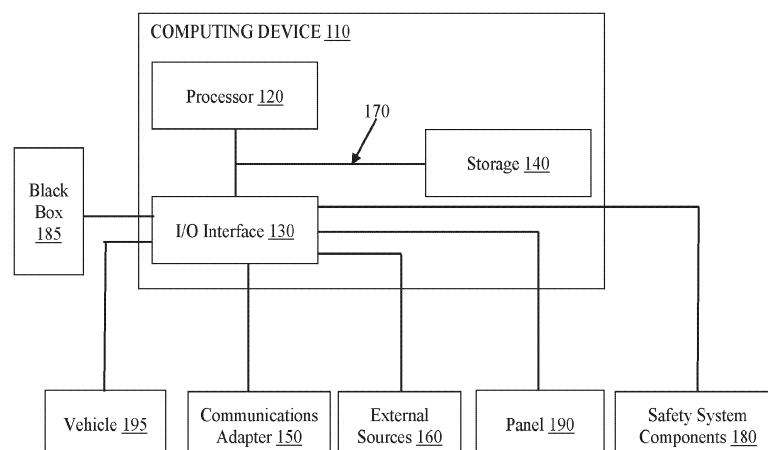 COMPUTING DEVICE 110
Processor 120
170
Storage 140
Black
Box
185
I/O Interface 130
Vehicle 195
Communications
Adapter 150
External
Sources 160
Panel 190
Safety System
Components 180